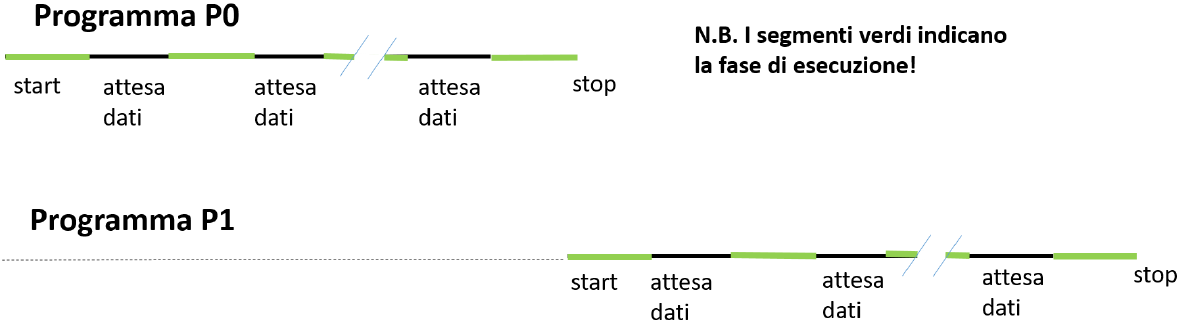 Programma P0
N.B. I segmenti verdi indicano
la fase di esecuzione!
start
attesa
dati
attesa
dati
attesa
dati
stop
Programma P1
start
attesa
dati
attesa
dati
attesa
dati
stop